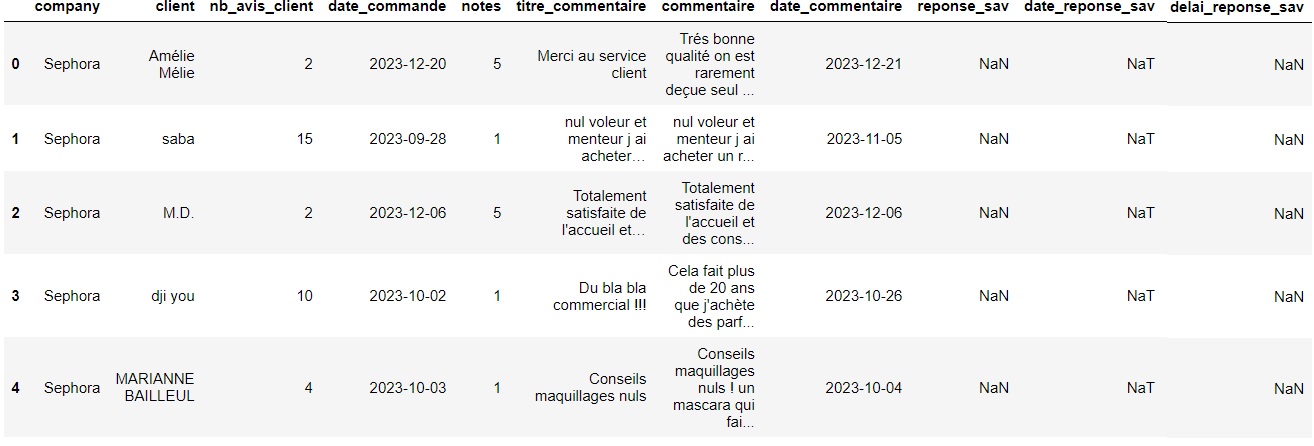 company client nb_avis_client date_commande notes titre_commentaire commentaire date_commentaire reponse_sav date_reponse_sav delai_reponse_sav
0 Sephora Amélie Mélie 2 2023-12-20 5 Merci au service client Trés bonne qualité on est rarement deçue seul ... 2023-12-21 NaN NaT NaN
1 Sephora saba 15 2023-09-28 1 nul voleur et menteur j ai acheter… nul voleur et menteur j ai acheter un r... 2023-11-05 NaN NaT NaN
2 Sephora M.D. 2 2023-12-06 5 Totalement satisfaite de l'accueil et… Totalement satisfaite de l'accueil et des cons... 2023-12-06 NaN NaT NaN
3 Sephora dji you 10 2023-10-02 1 Du bla bla commercial !!! Cela fait plus de 20 ans que j'achète des parf... 2023-10-26 NaN NaT NaN
4 Sephora MARIANNE BAILLEUL 4 2023-10-03 1 Conseils maquillages nuls Conseils maquillages nuls ! un mascara qui fai... 2023-10-04 NaN NaT NaN